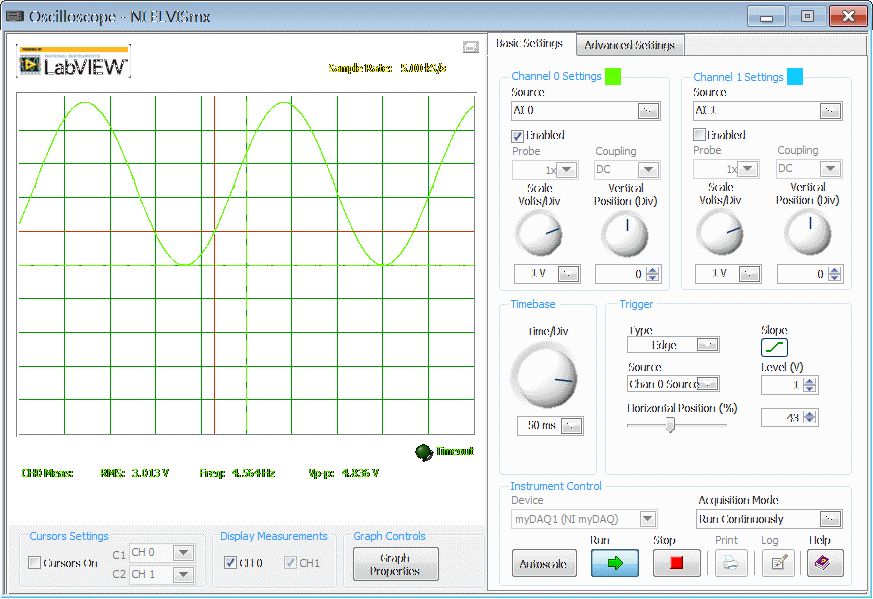 Oscilloscope - NI ELVISmx
POWERED BY
NATIONAL INSTRUMENTS
LabVIEW
Sample Rate: 5.00kS/s
Timeout
CH0 Meas: RMS: 3.013 V Freq: 4.564Hz Vp-p: 4.836 V
Cursors Settings
Cursors On
C1 CH 0
C2 CH 1
Display Measurements
CH 0 CH1
Graph Controls
Graph
Properties
Basic Settings Advanced Settings
Channel 0 Settings
Source
AI 0
Enabled
Probe Coupling
1x DC
Scale Vertical
Volts/Div Position (Div)
1 V 0
Channel 1 Settings
Source
AI 1
Enabled
Probe Coupling
1x DC
Scale Vertical
Volts/Div Position (Div)
1 V 0
Timebase
Time/Div
50 ms
Trigger
Type Slope
Edge
Source Level (V)
Chan 0 Source 1
Horizontal Position (%)
43
Instrument Control
Device Acquisition Mode
myDAQ1 (NI myDAQ) Run Continuously
Run Stop Print Log Help
Autoscale